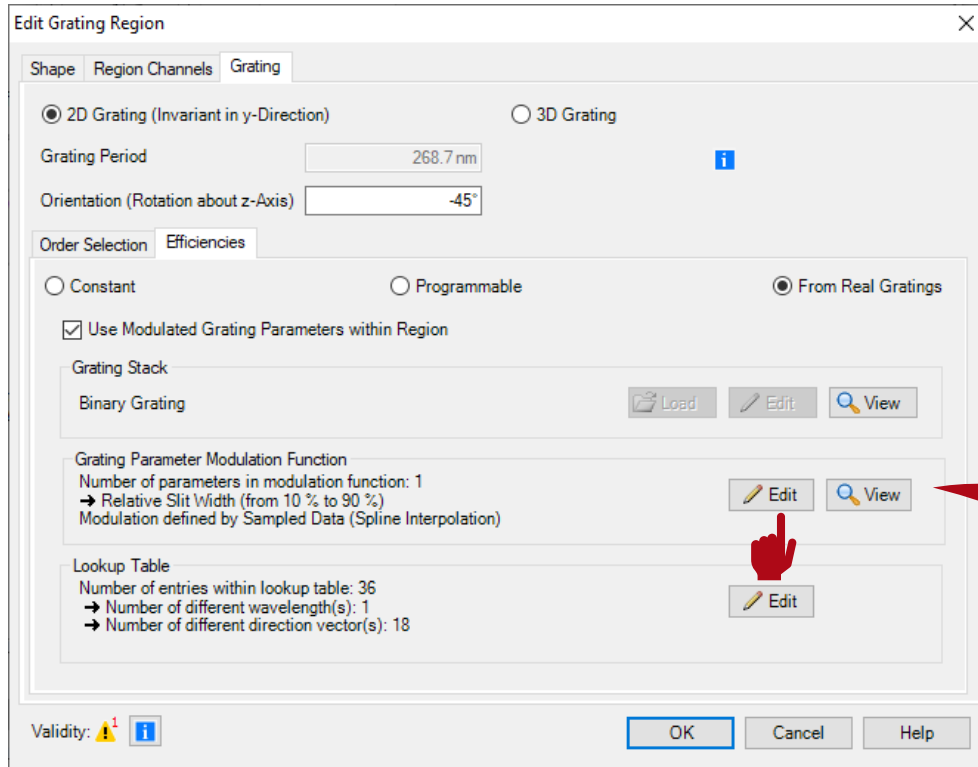 Edit Grating Region
Shape Region Channels Grating
2D Grating (Invariant in y-Direction) 3D Grating
Grating Period 268.7 nm
Orientation (Rotation about z-Axis) -45°
Order Selection Efficiencies
Constant Programmable From Real Gratings
Use Modulated Grating Parameters within Region
Grating Stack
Binary Grating Load Edit View
Grating Parameter Modulation Function
Number of parameters in modulation function: 1
➔ Relative Slit Width (from 10 % to 90 %)
Modulation defined by Sampled Data (Spline Interpolation)
Edit View
Lookup Table
Number of entries within lookup table: 36
➔ Number of different wavelength(s): 1
➔ Number of different direction vector(s): 18
Edit
Validity: 1 OK Cancel Help